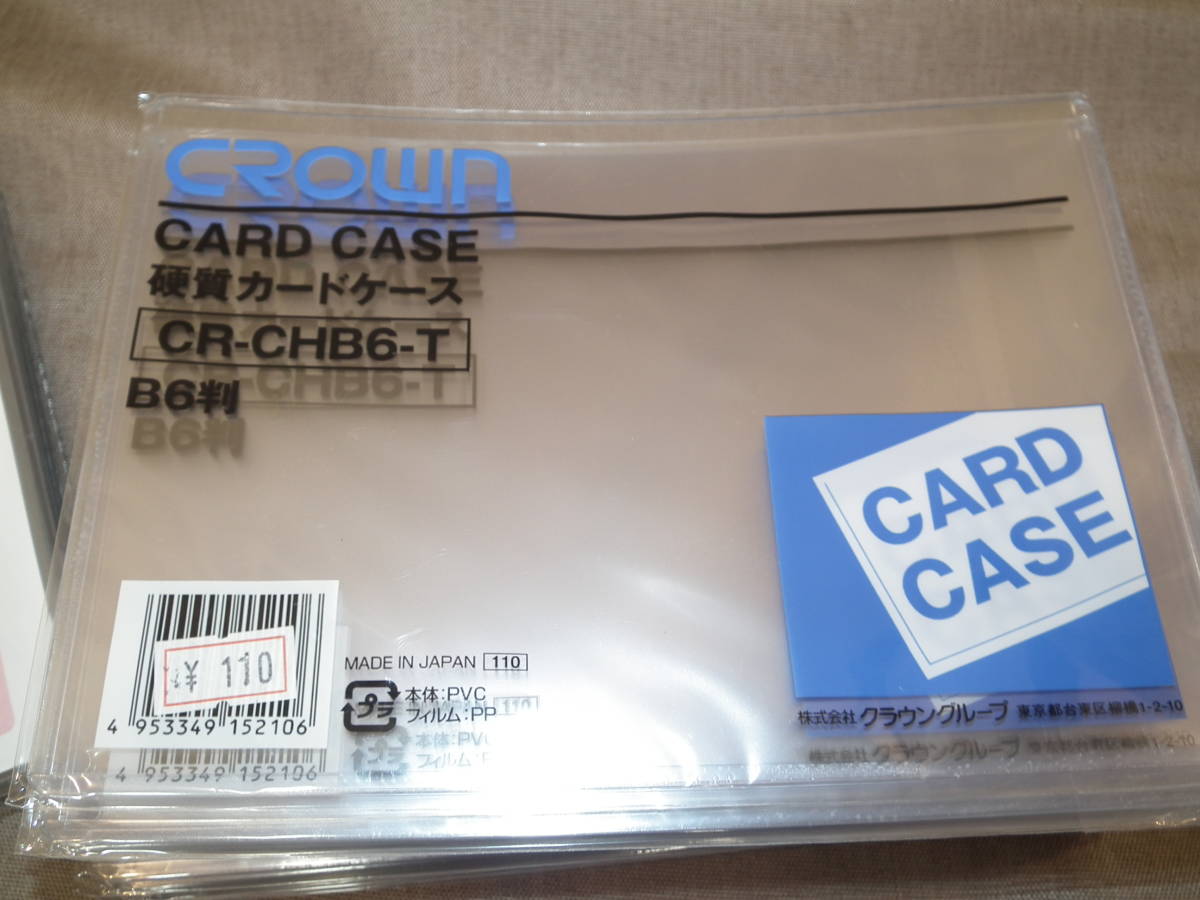 CROWN
CARD CASE
硬質カードケース
CR-CHB6-T
B6判
CARD
CASE
¥ 110
4 953349 152106
MADE IN JAPAN 110
プラ
本体:PVC
フィルム:PP
株式会社 クラウングループ 東京都台東区柳橋1-2-10